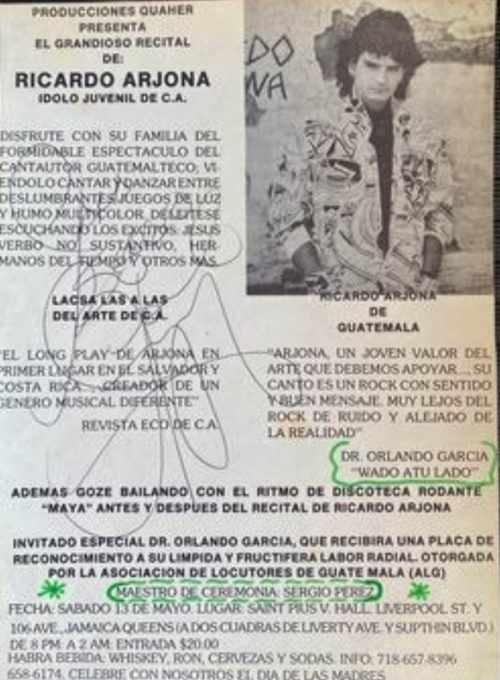 PRODUCCIONES QUAHER
PRESENTA
EL GRANDIOSO RECITAL
DE:
RICARDO ARJONA
IDOLO JUVENIL DE C.A.
DO
NA
DISFRUTE CON SU FAMILIA DEL
FORMIDABLE ESPECTACULO DEL
CANTAUTOR GUATEMALTECO; VI-
ENDOLO CANTAR Y DANZAR ENTRE
DESLUMBRANTES JUEGOS DE LUZ
Y HUMO MULTICOLOR, DELEITESE
ESCUCHANDO LOS EXCITOS: JESUS
VERBO NO SUSTANTIVO, HER-
MANOS DEL TIEMPO Y OTROS MAS.
LACSA LAS ALAS
DEL ARTE DE C.A.
RICARDO ARJONA
DE
GUATEMALA
"EL LONG PLAY DE ARJONA EN
PRIMER LUGAR EN EL SALVADOR Y
COSTA RICA... CREADOR DE UN
GENERO MUSICAL DIFERENTE"
REVISTA ECO DE C.A.
"ARJONA, UN JOVEN VALOR DEL
ARTE QUE DEBEMOS APOYAR..., SU
CANTO ES UN ROCK CON SENTIDO
Y BUEN MENSAJE. MUY LEJOS DEL
ROCK DE RUIDO Y ALEJADO DE
LA REALIDAD"
DR. ORLANDO GARCIA
"WADO ATU LADO"
ADEMAS GOZE BAILANDO CON EL RITMO DE DISCOTECA RODANTE
"MAYA" ANTES Y DESPUES DEL RECITAL DE RICARDO ARJONA
INVITADO ESPECIAL DR. ORLANDO GARCIA, QUE RECIBIRA UNA PLACA DE
RECONOCIMIENTO A SU LIMPIDA Y FRUCTIFERA LABOR RADIAL. OTORGADA
POR LA ASOCIACION DE LOCUTORES DE GUATE MALA (ALG)
MAESTRO DE CEREMONIA: SERGIO PEREZ
FECHA: SABADO 13 DE MAYO. LUGAR: SAINT PIUS V. HALL. LIVERPOOL ST. Y
106 AVE., JAMAICA QUEENS (A DOS CUADRAS DE LIVERTY AVE. Y SUPTHIN BLVD.)
DE 8 PM: A 2 AM: ENTRADA $20.00
HABRA BEBIDA: WHISKEY, RON, CERVEZAS Y SODAS. INFO: 718-657-8396
658-6174. CELEBRE CON NOSOTROS EL DIA DE LAS MADRES